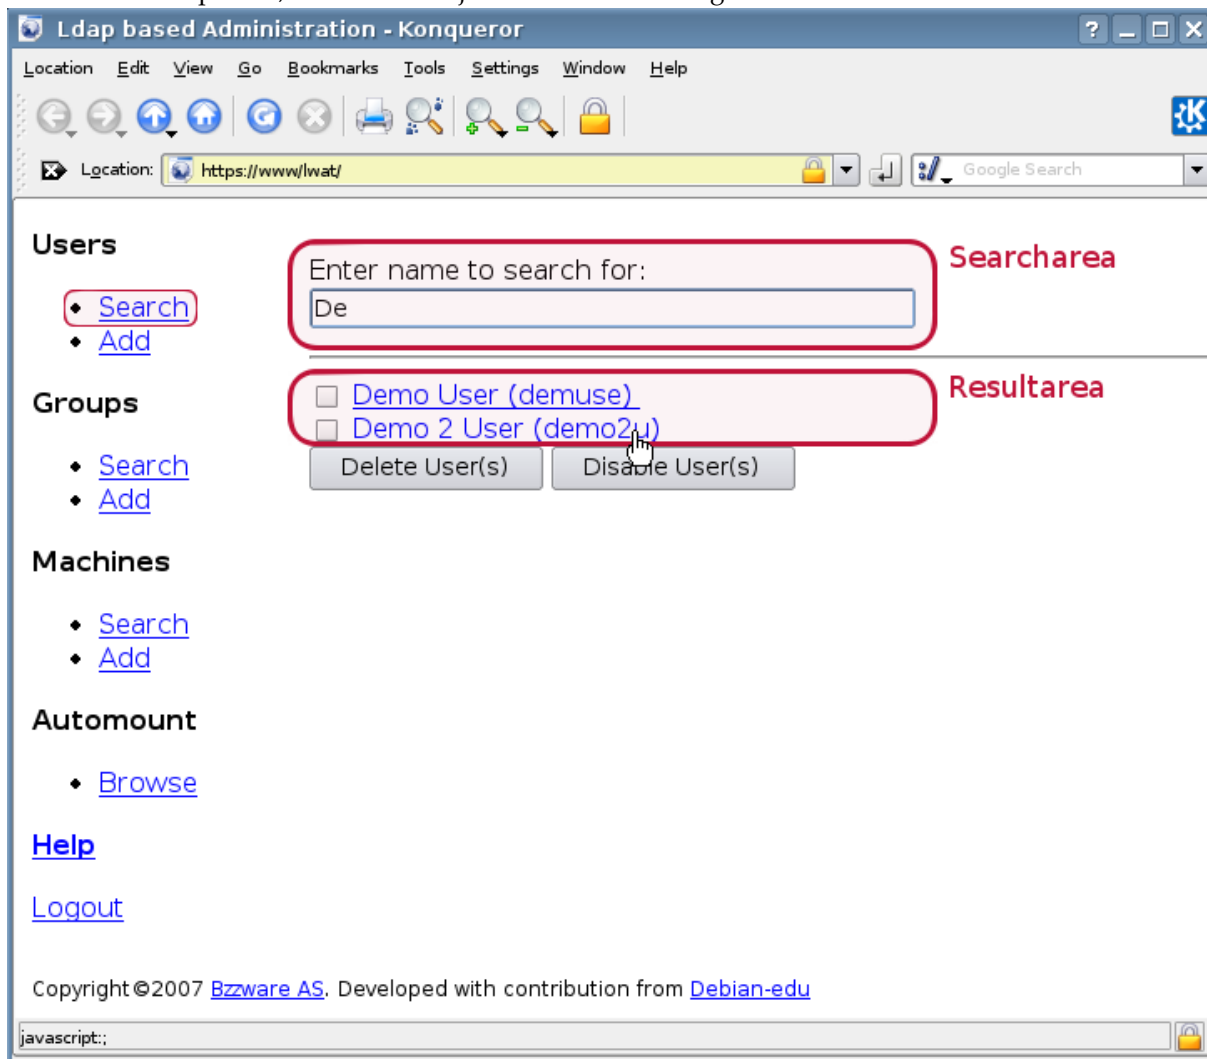 Ldap based Administration - Konqueror
Location Edit View Go Bookmarks Tools Settings Window Help
Location: https://www/lwat/ Google Search
Users
Search
Add
Enter name to search for:
De
Searcharea
Demo User (demuse)
Demo 2 User (demo2u)
Resultarea
Delete User(s) Disable User(s)
Groups
Search
Add
Machines
Search
Add
Automount
Browse
Help
Logout
Copyright©2007 Bzzware AS. Developed with contribution from Debian-edu
javascript:;